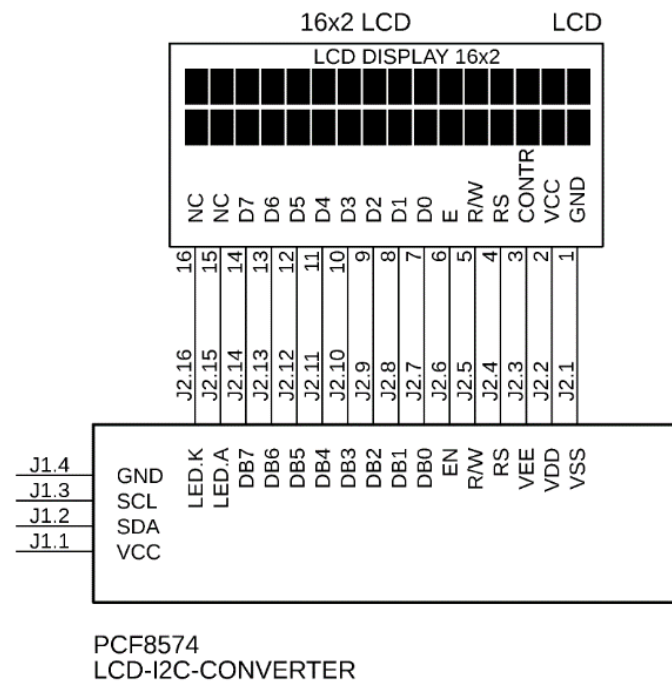 16x2 LCD LCD
LCD DISPLAY 16x2
NC NC D7 D6 D5 D4 D3 D2 D1 D0 E R/W RS CONTR VCC GND
16 15 14 13 12 11 10 9 8 7 6 5 4 3 2 1
J2.16 J2.15 J2.14 J2.13 J2.12 J2.11 J2.10 J2.9 J2.8 J2.7 J2.6 J2.5 J2.4 J2.3 J2.2 J2.1
LED.K LED.A DB7 DB6 DB5 DB4 DB3 DB2 DB1 DB0 EN R/W RS VEE VDD VSS
J1.4 GND
J1.3 SCL
J1.2 SDA
J1.1 VCC
PCF8574
LCD-I2C-CONVERTER